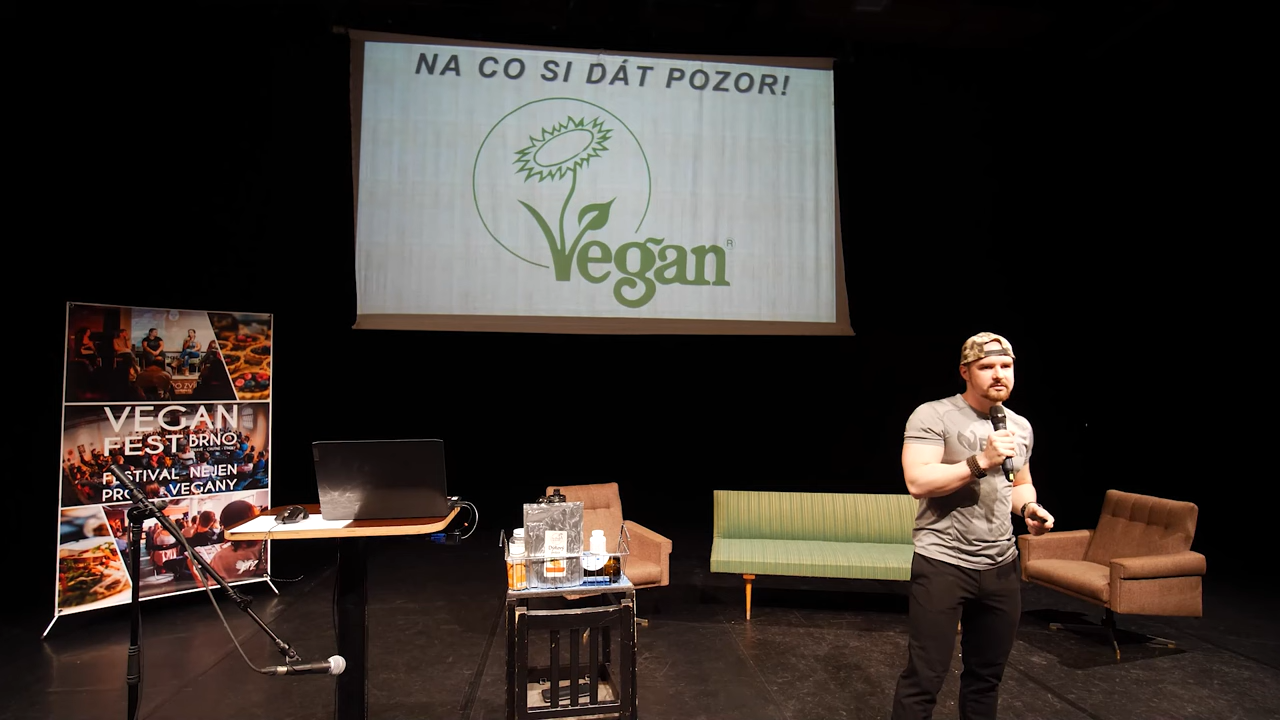 NA CO SI DÁT POZOR!
Vegan
R
VEGAN
FEST BRNO
FESTIVAL NEJEN
PRO VEGANY